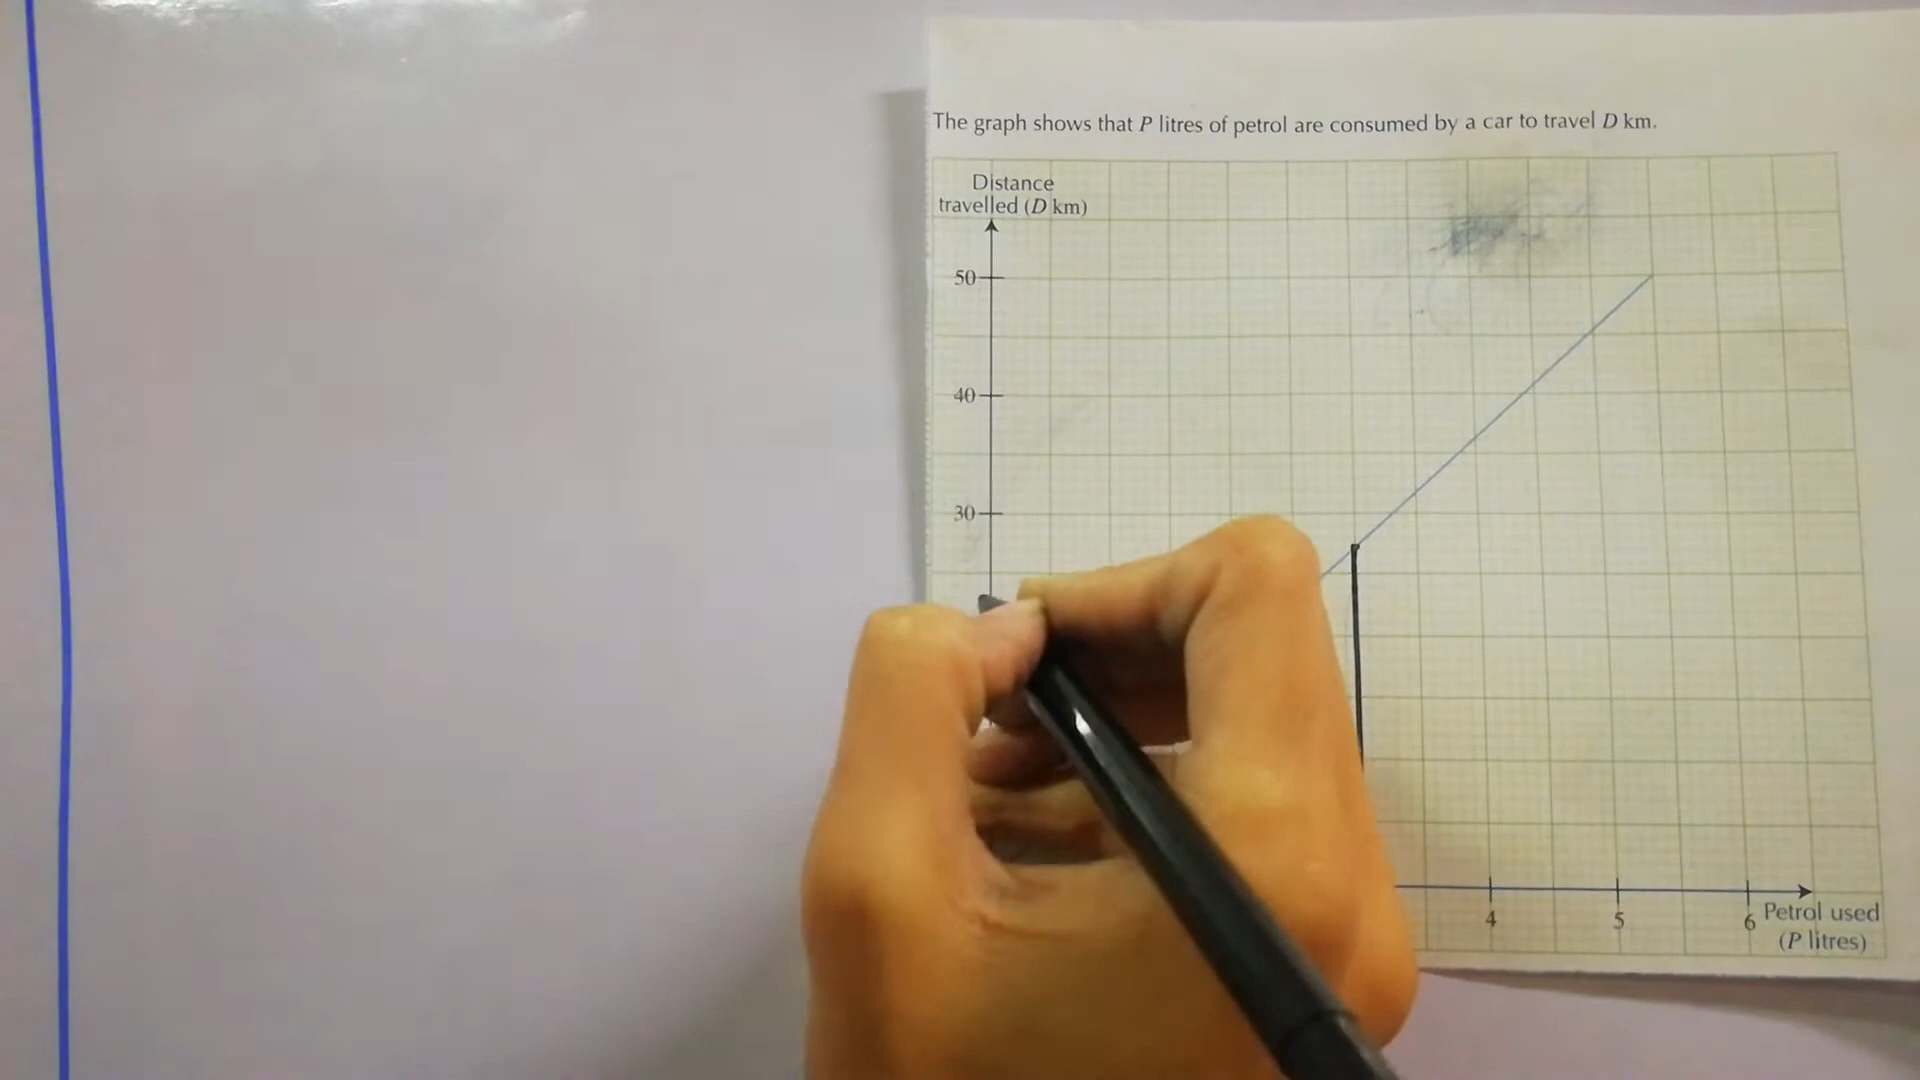 The graph shows that P litres of petrol are consumed by a car to travel D km.
Distance
travelled (D km)
50
40
30
4
5
6
Petrol used
(P litres)